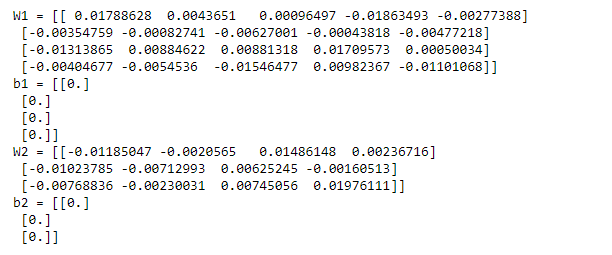 W1 = [[ 0.01788628  0.0043651   0.00096497 -0.01863493 -0.00277388]
 [-0.00354759 -0.00082741 -0.00627001 -0.00043818 -0.00477218]
 [-0.01313865  0.00884622  0.00881318  0.01709573  0.00050034]
 [-0.00404677 -0.0054536  -0.01546477  0.00982367 -0.01101068]]
b1 = [[0.]
 [0.]
 [0.]
 [0.]]
W2 = [[-0.01185047 -0.0020565   0.01486148  0.00236716]
 [-0.01023785 -0.00712993  0.00625245 -0.00160513]
 [-0.00768836 -0.00230031  0.00745056  0.01976111]]
b2 = [[0.]
 [0.]
 [0.]]